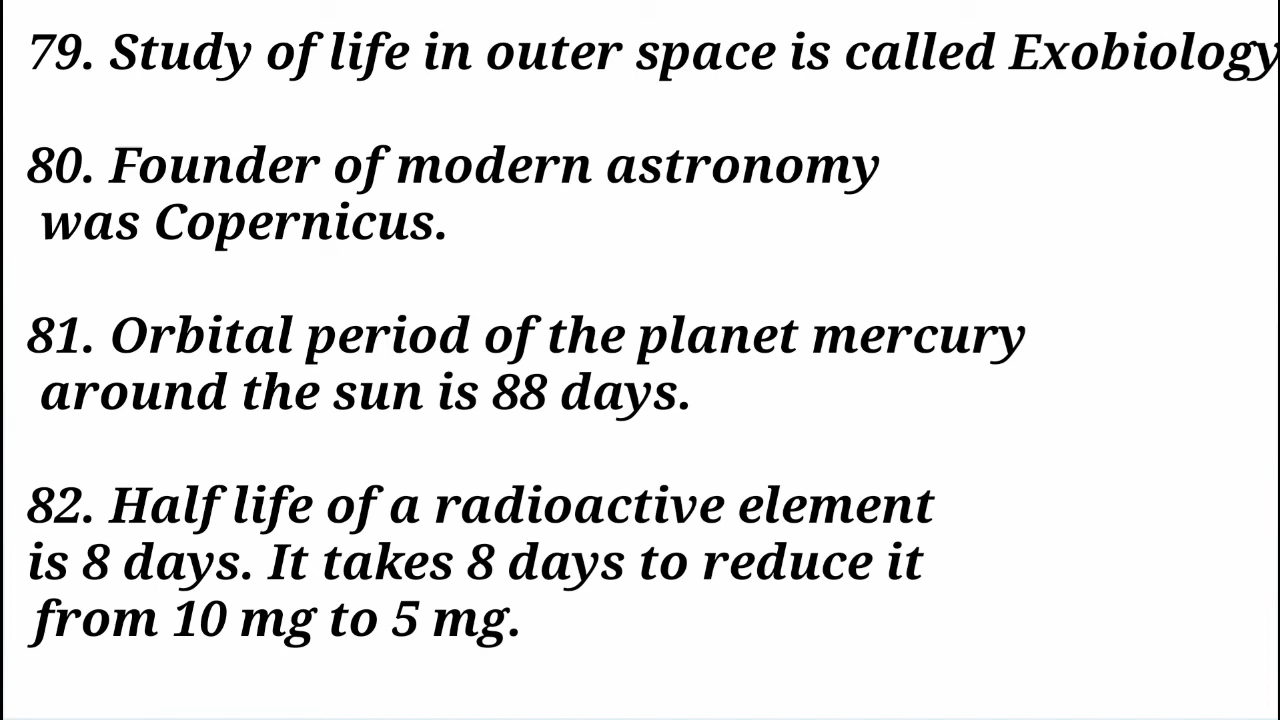 79. Study of life in outer space is called Exobiology
80. Founder of modern astronomy
was Copernicus.
81. Orbital period of the planet mercury
around the sun is 88 days.
82. Half life of a radioactive element
is 8 days. It takes 8 days to reduce it
from 10 mg to 5 mg.